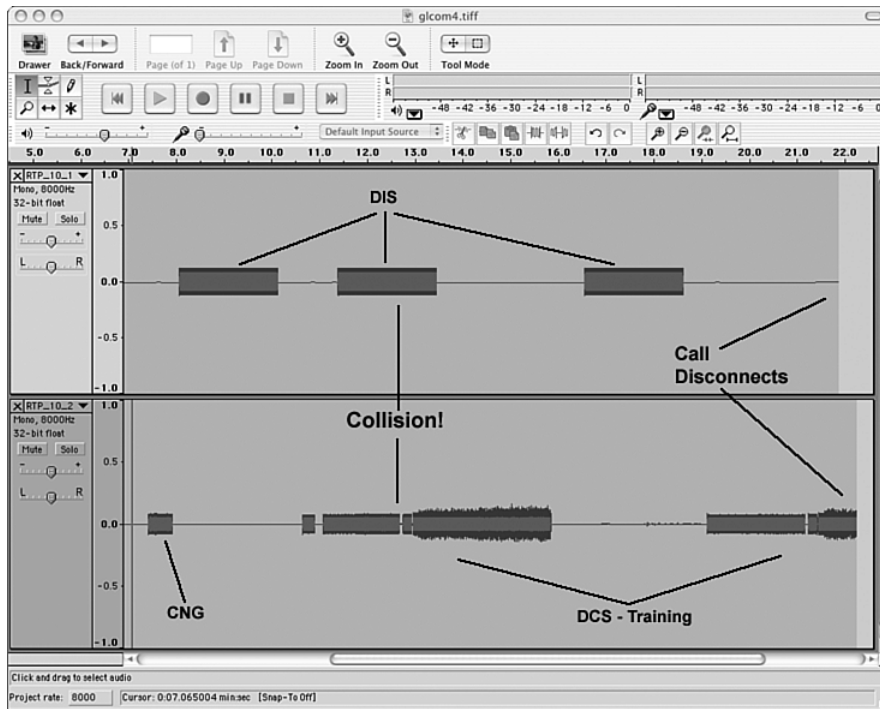 glcom4.tiff
Drawer Back/Forward Page (of 1) Page Up Page Down Zoom In Zoom Out Tool Mode
L
R
-48 -42 -36 -30 -24 -18 -12 -6 0
L
R
-48 -42 -36 -30 -24 -18 -12 -6 0
- + - + Default Input Source
5.0 6.0 7.0 8.0 9.0 10.0 11.0 12.0 13.0 14.0 15.0 16.0 17.0 18.0 19.0 20.0 21.0 22.0
X RTP_10_1
Mono, 8000Hz
32-bit float
Mute Solo
- +
L R
1.0
0.5
0.0
-0.5
-1.0
DIS
Call
Disconnects
Collision!
X RTP_10_2
Mono, 8000Hz
32-bit float
Mute Solo
- +
L R
1.0
0.5
0.0
-0.5
-1.0
CNG
DCS - Training
Click and drag to select audio
Project rate: 8000 Cursor: 0:07.065004 min:sec [Snap-To Off]